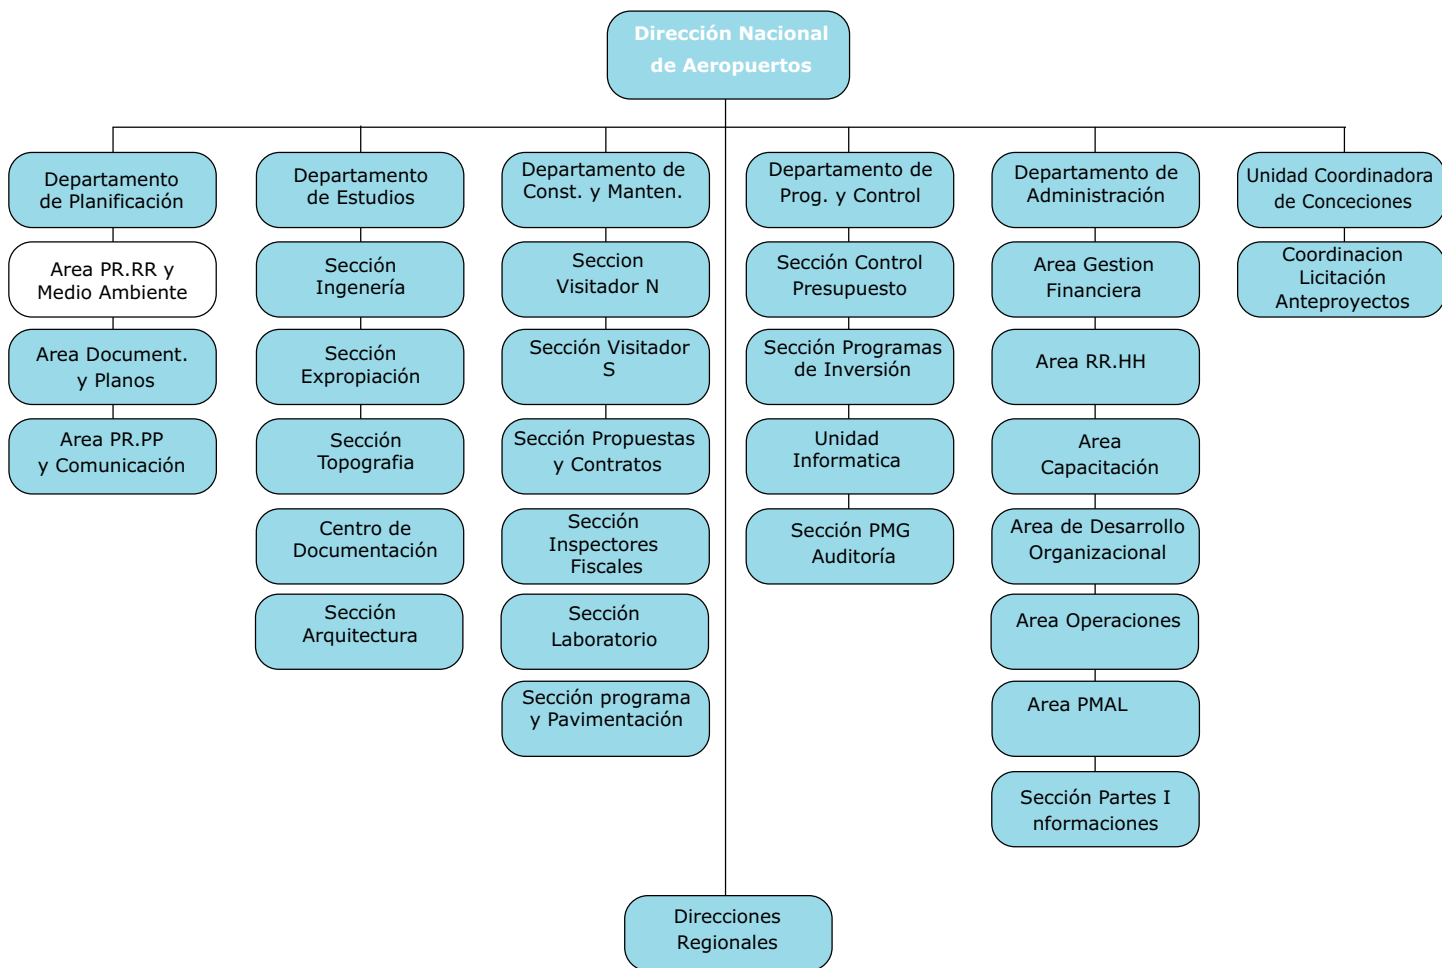 Dirección Nacional
de Aeropuertos
Departamento
de Planificación
Area PR.RR y
Medio Ambiente
Area Document.
y Planos
Area PR.PP
y Comunicación
Departamento
de Estudios
Sección
Ingenería
Sección
Expropiación
Sección
Topografia
Centro de
Documentación
Sección
Arquitectura
Departamento de
Const. y Manten.
Seccion
Visitador N
Sección Visitador
S
Sección Propuestas
y Contratos
Sección
Inspectores
Fiscales
Sección
Laboratorio
Sección programa
y Pavimentación
Departamento de
Prog. y Control
Sección Control
Presupuesto
Sección Programas
de Inversión
Unidad
Informatica
Sección PMG
Auditoría
Departamento de
Administración
Area Gestion
Financiera
Area RR.HH
Area
Capacitación
Area de Desarrollo
Organizacional
Area Operaciones
Area PMAL
Sección Partes I
nformaciones
Unidad Coordinadora
de Conceciones
Coordinacion
Licitación
Anteproyectos
Direcciones
Regionales